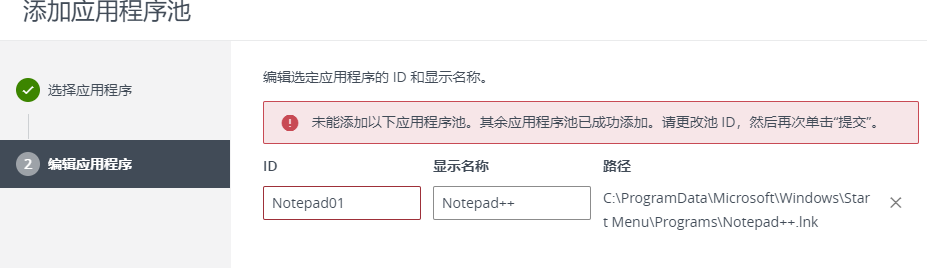 添加应用程序池
选择应用程序
2 编辑应用程序
编辑选定应用程序的 ID 和显示名称。
未能添加以下应用程序池。其余应用程序池已成功添加。请更改池 ID，然后再次单击“提交”。
ID 显示名称 路径
Notepad01 Notepad++ C:\ProgramData\Microsoft\Windows\Star
t Menu\Programs\Notepad++.lnk